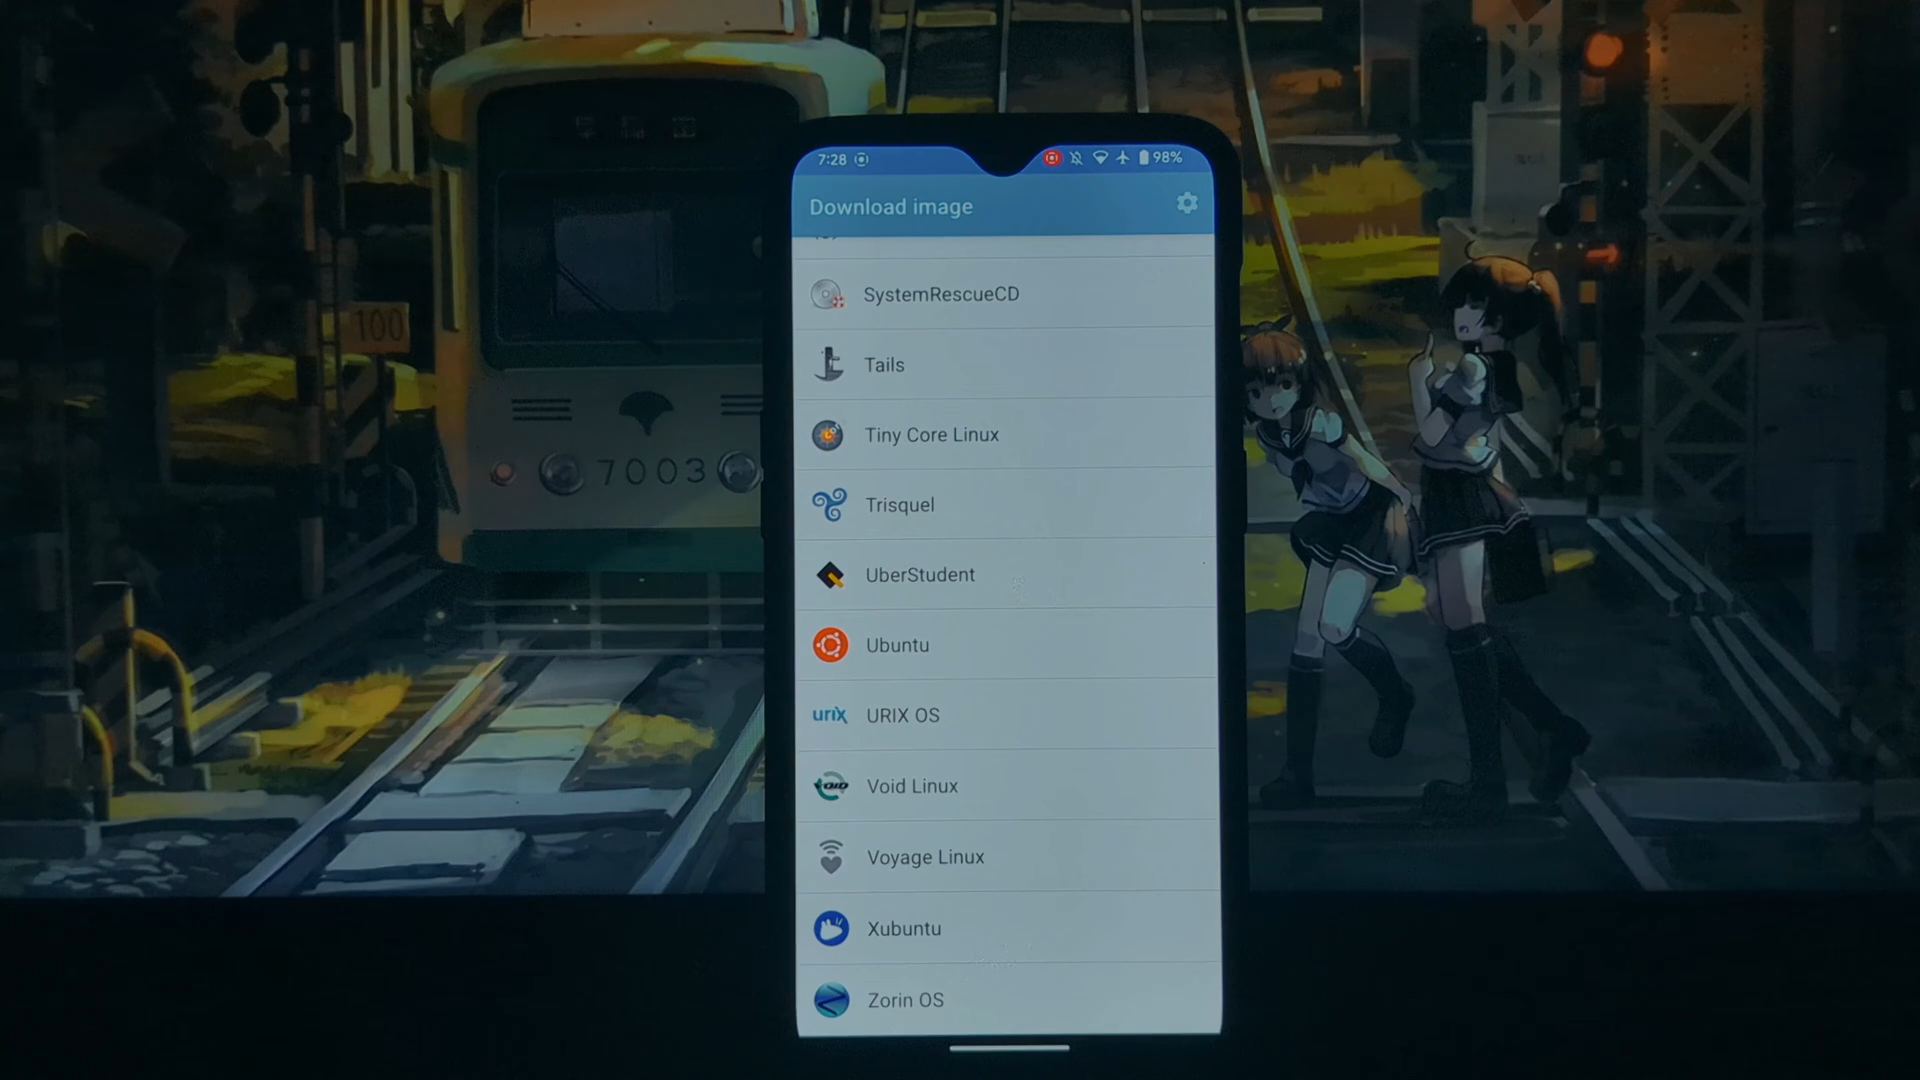 7:28
98%
Download image
SystemRescueCD
Tails
Tiny Core Linux
Trisquel
UberStudent
Ubuntu
urix
URIX OS
VOID
Void Linux
Voyage Linux
Xubuntu
Zorin OS
100
7003